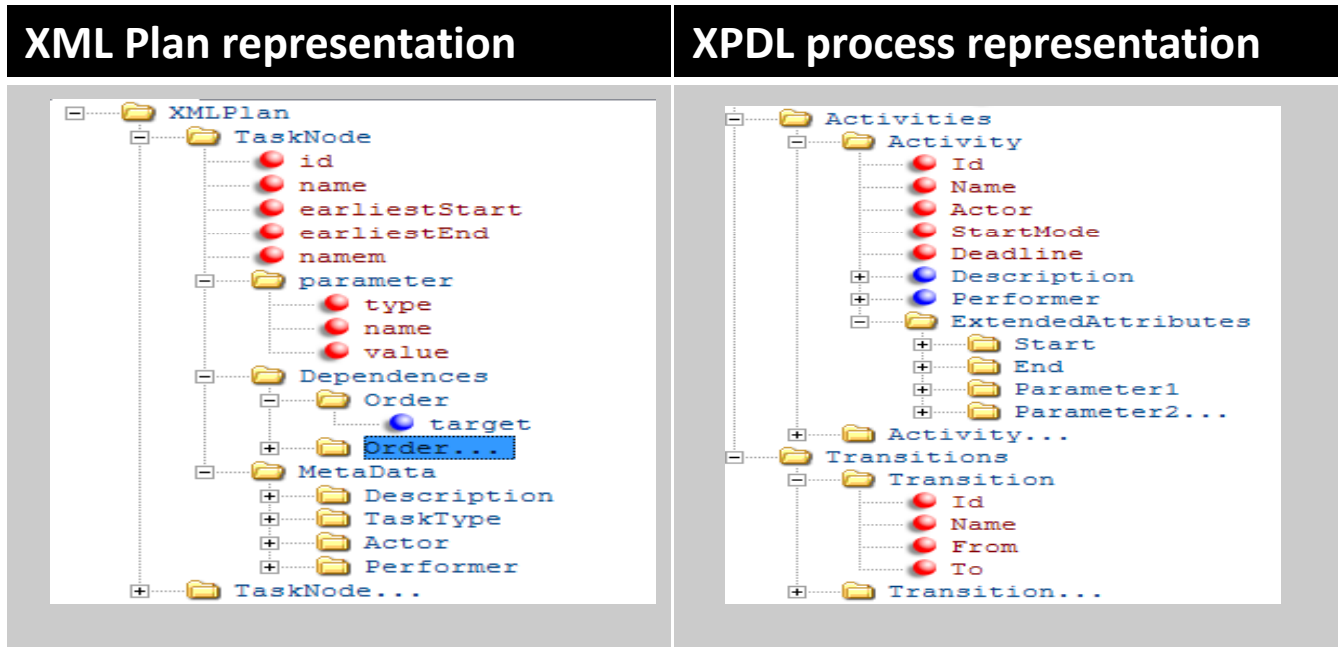 XML Plan representation
XMLPlan
TaskNode
id
name
earliestStart
earliestEnd
namem
parameter
type
name
value
Dependences
Order
target
Order...
MetaData
Description
TaskType
Actor
Performer
TaskNode...
XPDL process representation
Activities
Activity
Id
Name
Actor
StartMode
Deadline
Description
Performer
ExtendedAttributes
Start
End
Parameter1
Parameter2...
Activity...
Transitions
Transition
Id
Name
From
To
Transition...